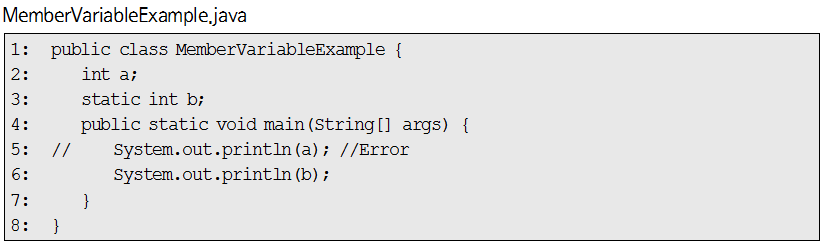 MemberVariableExample.java
1: public class MemberVariableExample {
2: int a;
3: static int b;
4: public static void main(String[] args) {
5: // System.out.println(a); //Error
6: System.out.println(b);
7: }
8: }